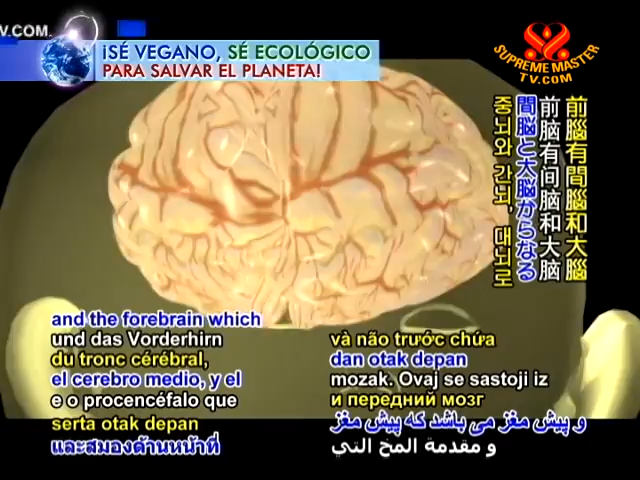 TV.COM
¡SÉ VEGANO, SÉ ECOLÓGICO
PARA SALVAR EL PLANETA!
SUPREME MASTER
TV.COM
前腦有間腦和大腦
前脑有间脑和大脑
間脳と大脳からなる
중뇌와 간뇌, 대뇌로
and the forebrain which
und das Vorderhirn
du tronc cérébral,
el cerebro medio, y el
e o procencéfalo que
serta otak depan
และสมองด้านหน้าที่
và não trước chứa
dan otak depan
mozak. Ovaj se sastoji iz
и передний мозг
و پیش مغز می باشد که پیش مغز
و مقدمة المخ التي